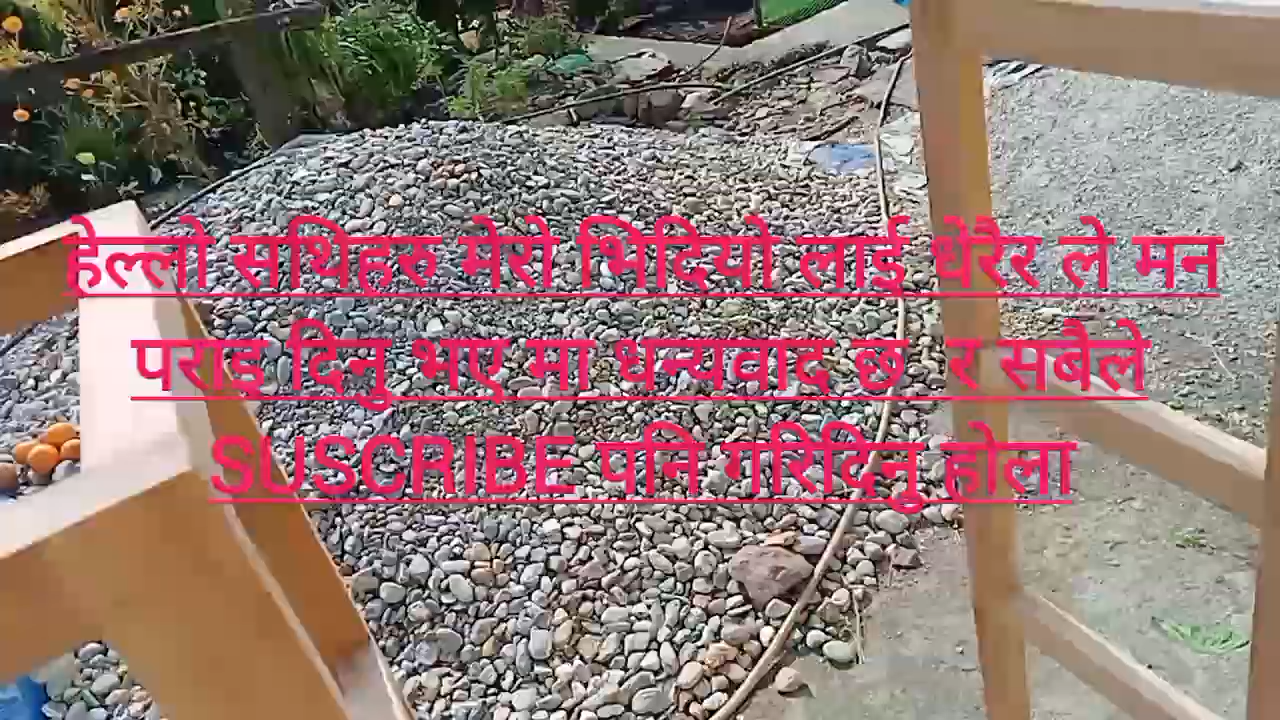 हेल्लो सथिहरु मेरो भिदियो लाई धेरैर ले मन
पराइ दिनु भए मा धन्यवाद छ र सबैले
SUSCRIBE पनि गरिदिनु होला